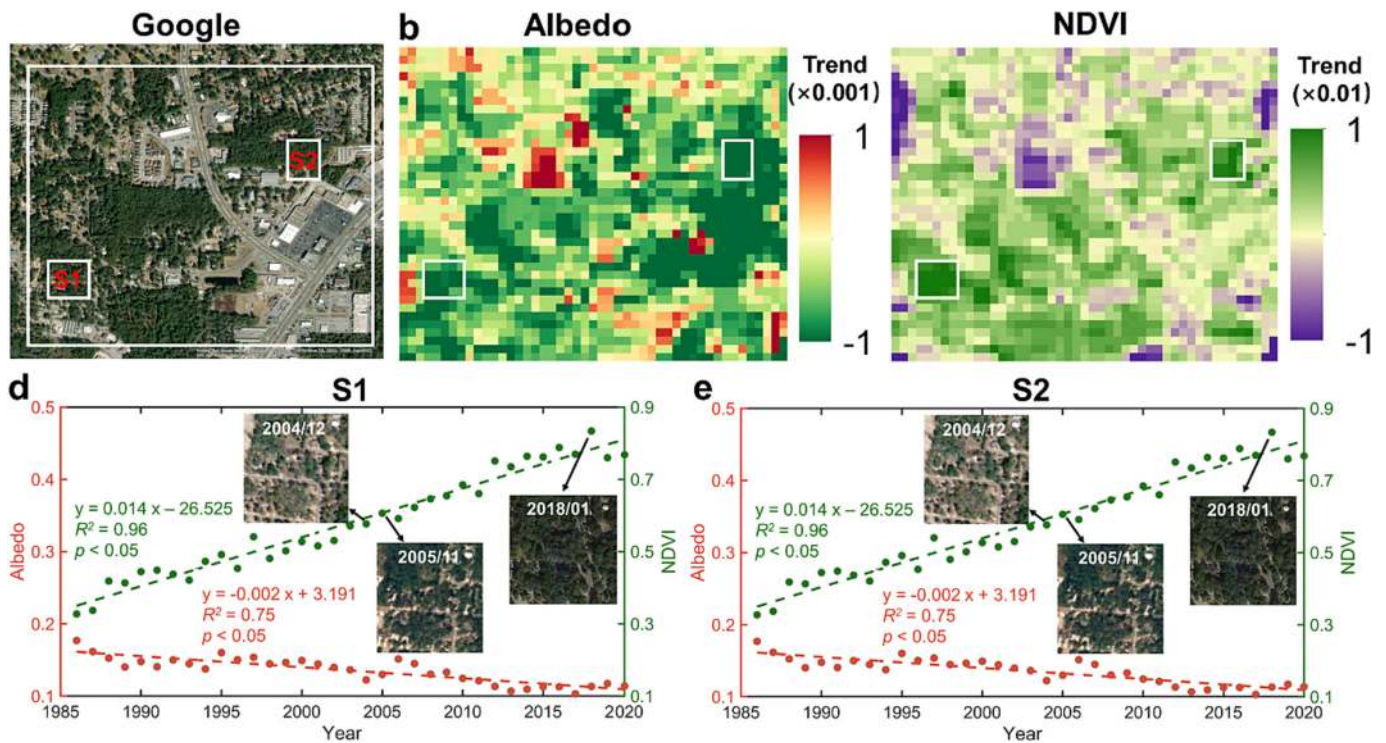 Google
b
Albedo
NDVI
S2
S1
Trend
(×0.001)
1
-1
Trend
(×0.01)
1
-1
d
S1
0.5
0.4
0.3
0.2
0.1
Albedo
0.9
0.7
0.5
0.3
0.1
NDVI
2004/12
2005/11
2018/01
y = 0.014 x – 26.525
R² = 0.96
p < 0.05
y = -0.002 x + 3.191
R² = 0.75
p < 0.05
1985 1990 1995 2000 2005 2010 2015 2020
Year
e
S2
0.5
0.4
0.3
0.2
0.1
Albedo
0.9
0.7
0.5
0.3
0.1
NDVI
2004/12
2005/11
2018/01
y = 0.014 x – 26.525
R² = 0.96
p < 0.05
y = -0.002 x + 3.191
R² = 0.75
p < 0.05
1985 1990 1995 2000 2005 2010 2015 2020
Year